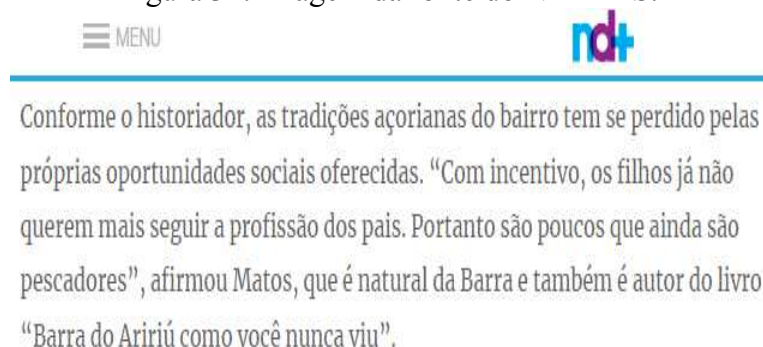 MENU nd+
Conforme o historiador, as tradições açorianas do bairro tem se perdido pelas
próprias oportunidades sociais oferecidas. “Com incentivo, os filhos já não
querem mais seguir a profissão dos pais. Portanto são poucos que ainda são
pescadores”, afirmou Matos, que é natural da Barra e também é autor do livro
“Barra do Aririú como você nunca viu”.